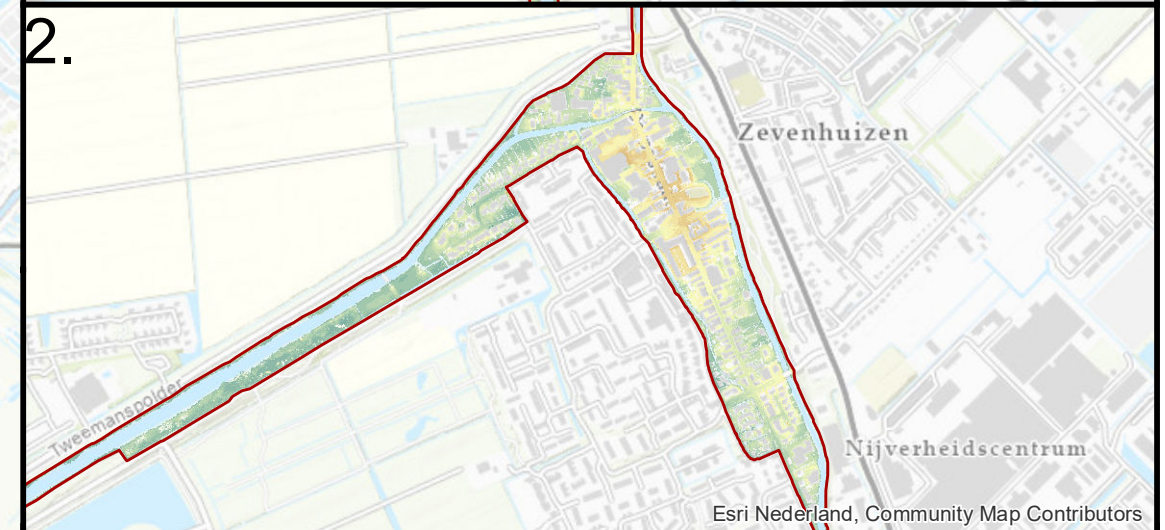 2.
Zevenhuizen
Tweemanspolder
Nijverheidscentrum
Esri Nederland, Community Map Contributors